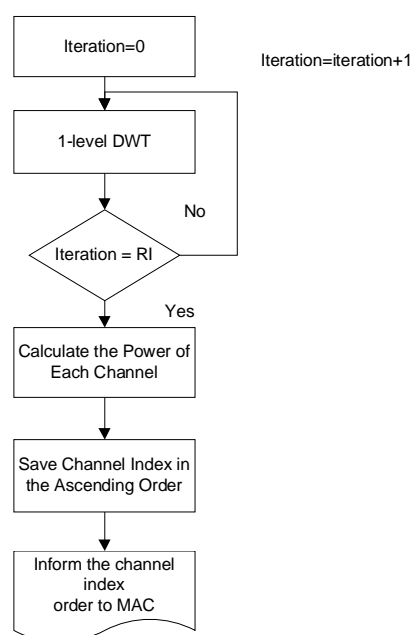 Iteration=0
Iteration=iteration+1
1-level DWT
No
Iteration = RI
Yes
Calculate the Power of
Each Channel
Save Channel Index in
the Ascending Order
Inform the channel
index
order to MAC